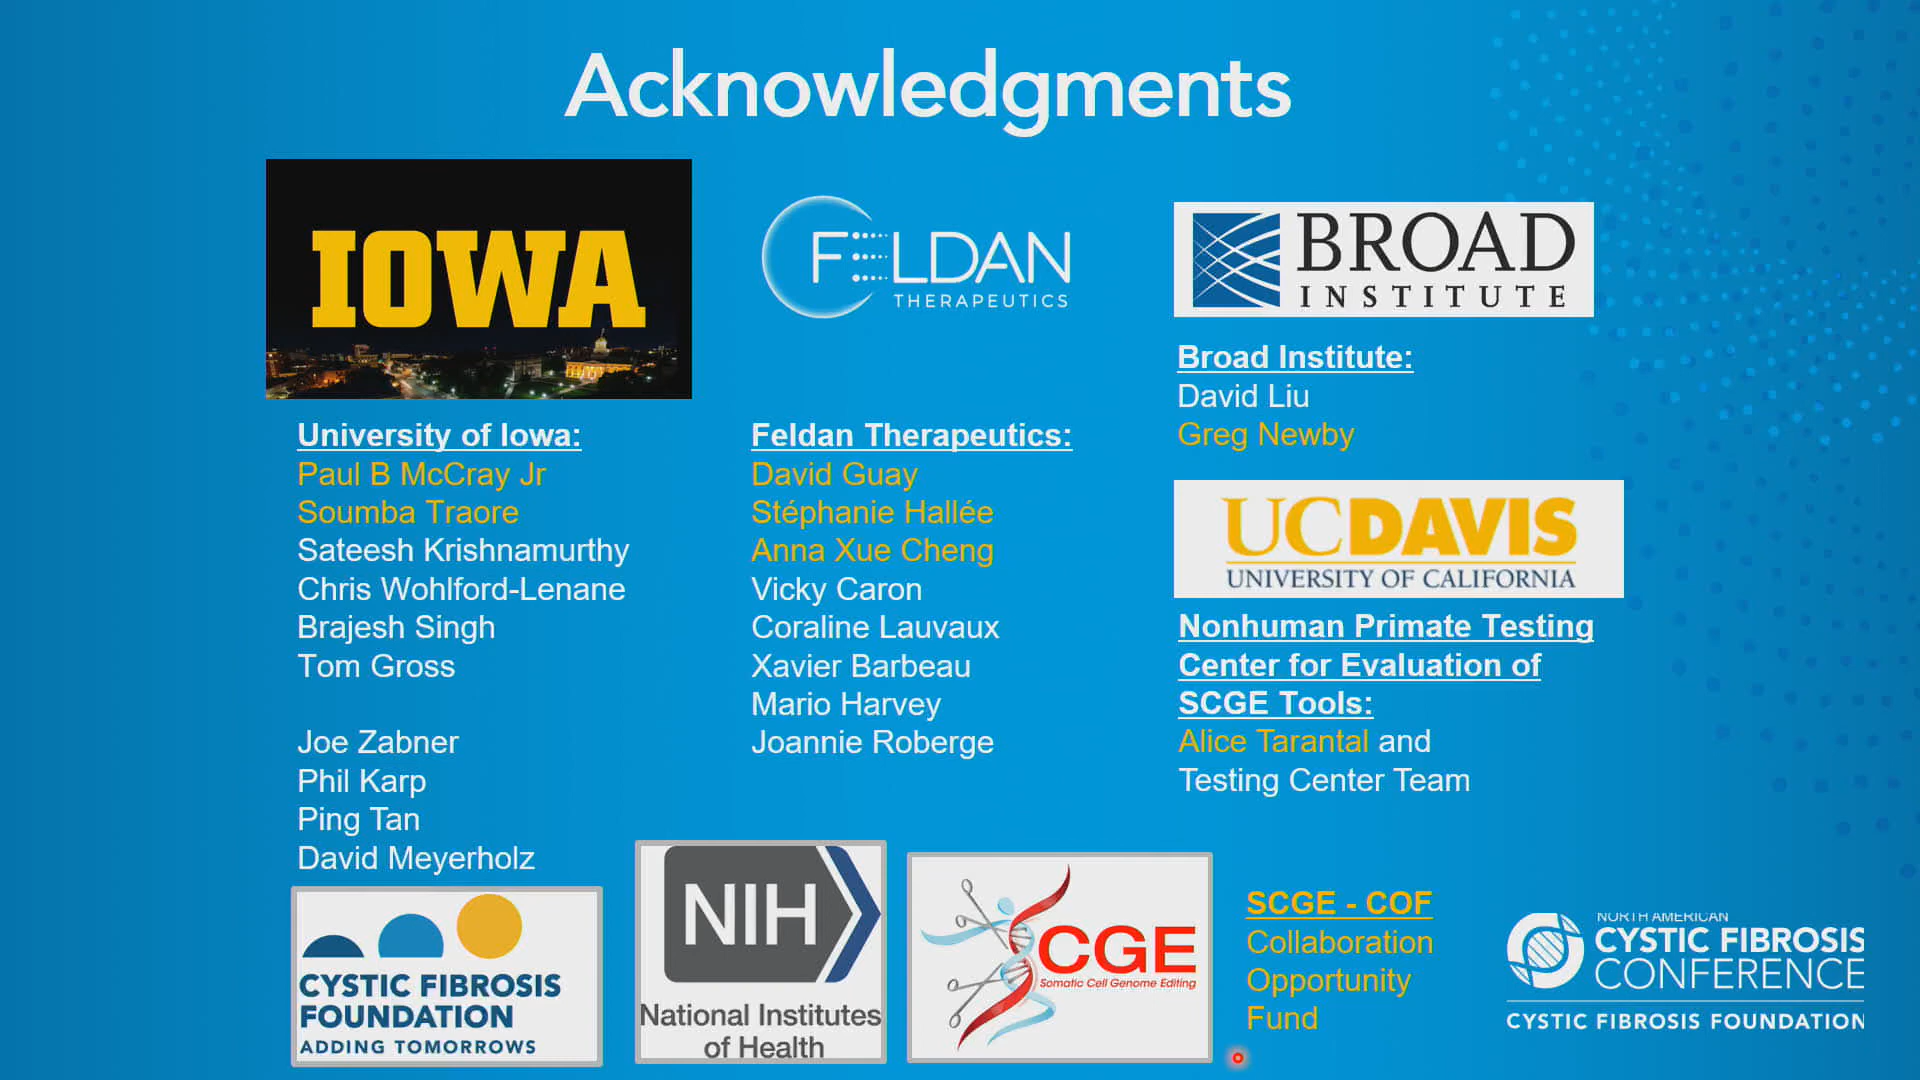 Acknowledgments
IOWA
University of Iowa:
Paul B McCray Jr
Soumba Traore
Sateesh Krishnamurthy
Chris Wohlford-Lenane
Brajesh Singh
Tom Gross
Joe Zabner
Phil Karp
Ping Tan
David Meyerholz
FELDAN
THERAPEUTICS
Feldan Therapeutics:
David Guay
Stéphanie Hallée
Anna Xue Cheng
Vicky Caron
Coraline Lauvaux
Xavier Barbeau
Mario Harvey
Joannie Roberge
BROAD
INSTITUTE
Broad Institute:
David Liu
Greg Newby
UCDAVIS
UNIVERSITY OF CALIFORNIA
Nonhuman Primate Testing
Center for Evaluation of
SCGE Tools:
Alice Tarantal and
Testing Center Team
CYSTIC FIBROSIS
FOUNDATION
ADDING TOMORROWS
NIH
National Institutes
of Health
SCGE
Somatic Cell Genome Editing
SCGE - COF
Collaboration
Opportunity
Fund
NORTH AMERICAN
CYSTIC FIBROSIS
CONFERENCE
CYSTIC FIBROSIS FOUNDATION